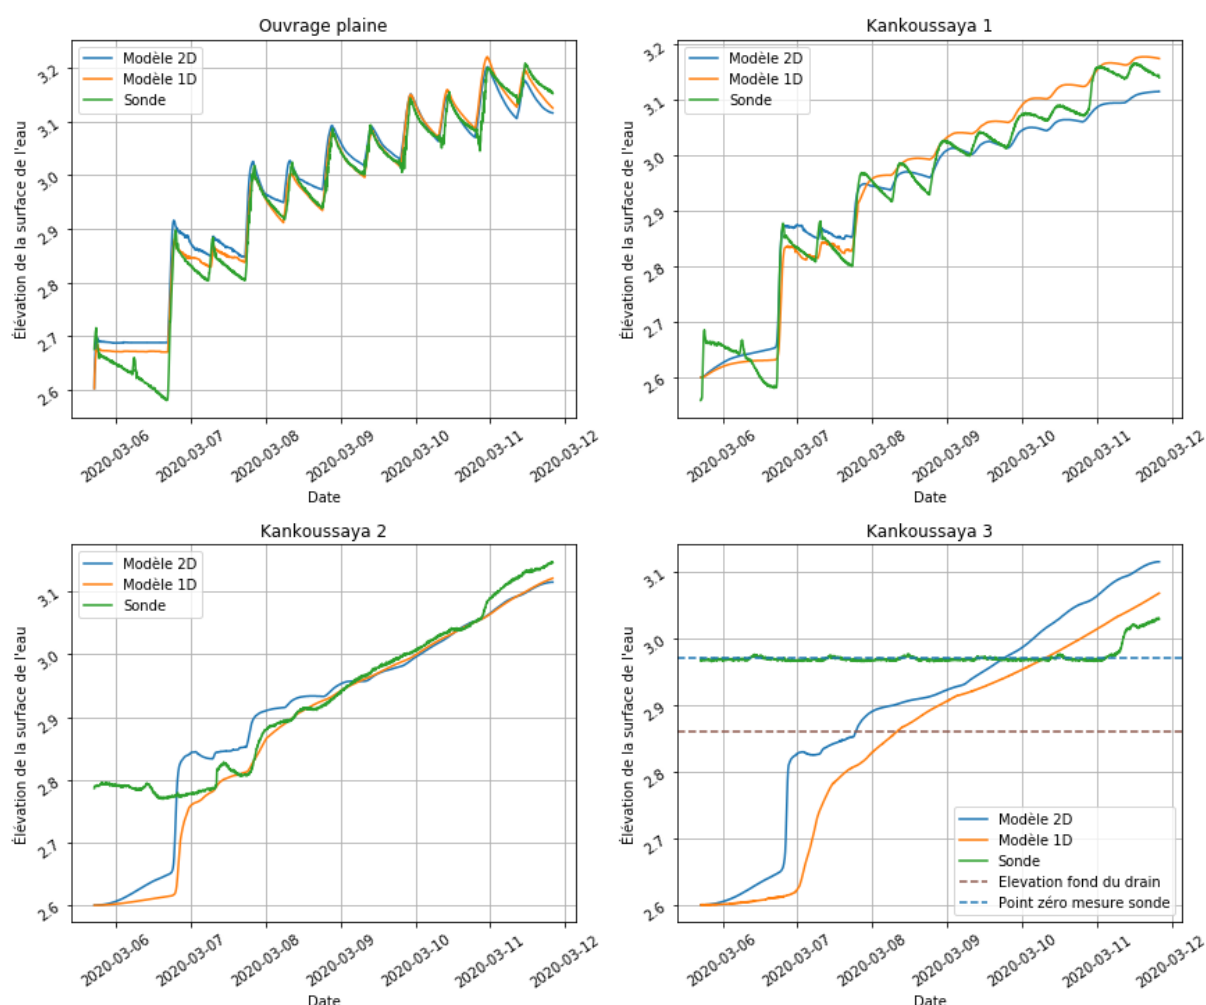 Ouvrage plaine
Élévation de la surface de l'eau
3.2
3.1
3.0
2.9
2.8
2.7
2.6
Modèle 2D
Modèle 1D
Sonde
2020-03-06
2020-03-07
2020-03-08
2020-03-09
2020-03-10
2020-03-11
2020-03-12
Date
Kankoussaya 1
Élévation de la surface de l'eau
3.2
3.1
3.0
2.9
2.8
2.7
2.6
Modèle 2D
Modèle 1D
Sonde
2020-03-06
2020-03-07
2020-03-08
2020-03-09
2020-03-10
2020-03-11
2020-03-12
Date
Kankoussaya 2
Élévation de la surface de l'eau
3.1
3.0
2.9
2.8
2.7
2.6
Modèle 2D
Modèle 1D
Sonde
2020-03-06
2020-03-07
2020-03-08
2020-03-09
2020-03-10
2020-03-11
2020-03-12
Date
Kankoussaya 3
Élévation de la surface de l'eau
3.1
3.0
2.9
2.8
2.7
2.6
Modèle 2D
Modèle 1D
Sonde
Elevation fond du drain
Point zéro mesure sonde
2020-03-06
2020-03-07
2020-03-08
2020-03-09
2020-03-10
2020-03-11
2020-03-12
Date